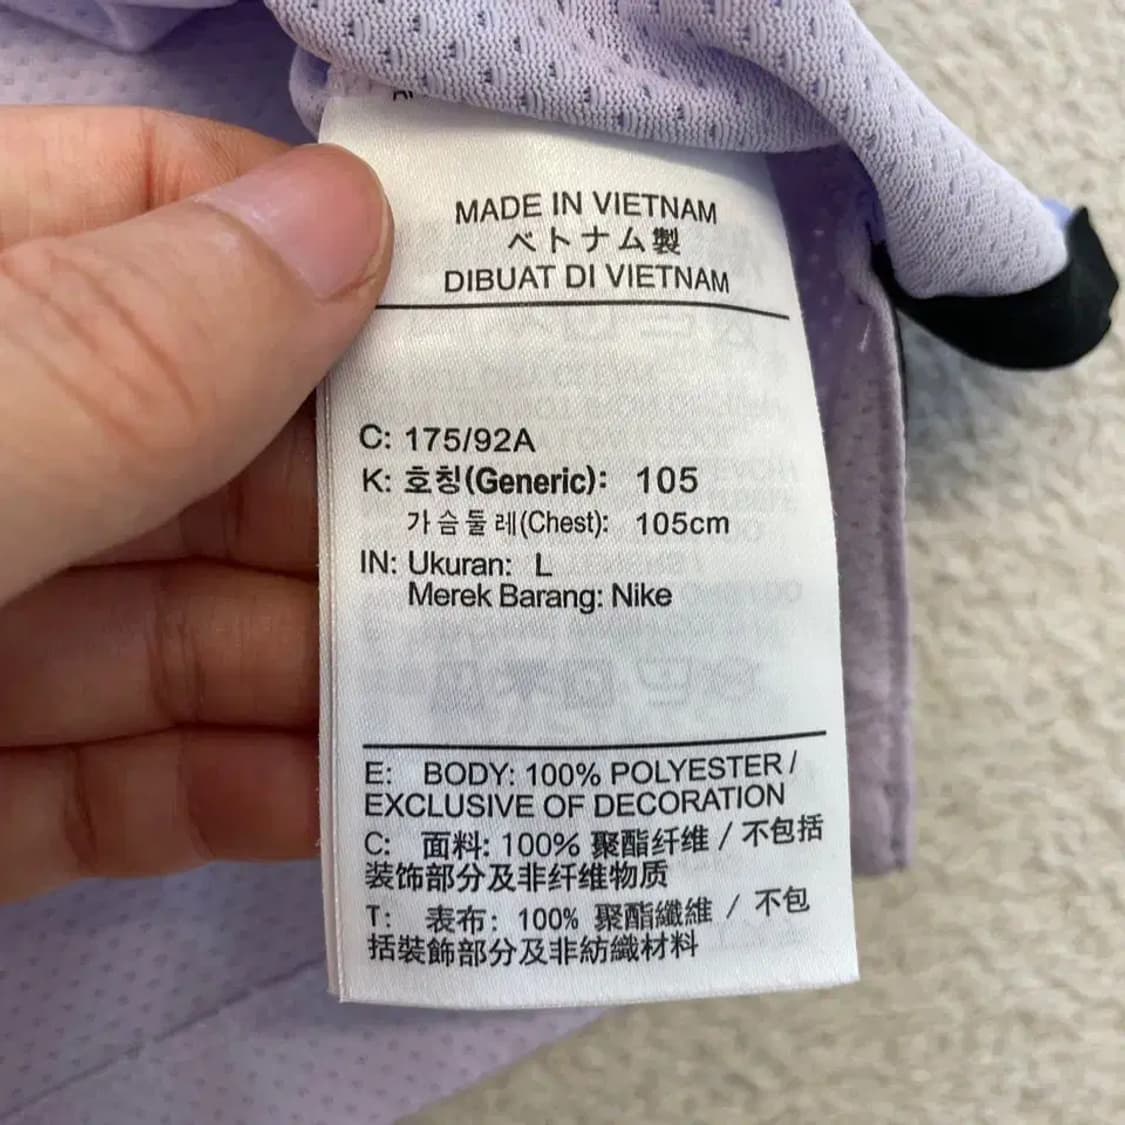 MADE IN VIETNAM
ベトナム製
DIBUAT DI VIETNAM
C: 175/92A
K: 호칭(Generic): 105
가슴둘레(Chest): 105cm
IN: Ukuran: L
Merek Barang: Nike
E: BODY: 100% POLYESTER /
EXCLUSIVE OF DECORATION
C: 面料: 100% 聚酯纤维 / 不包括
装饰部分及非纤维物质
T: 表布: 100% 聚酯纖維 / 不包
括裝飾部分及非紡織材料